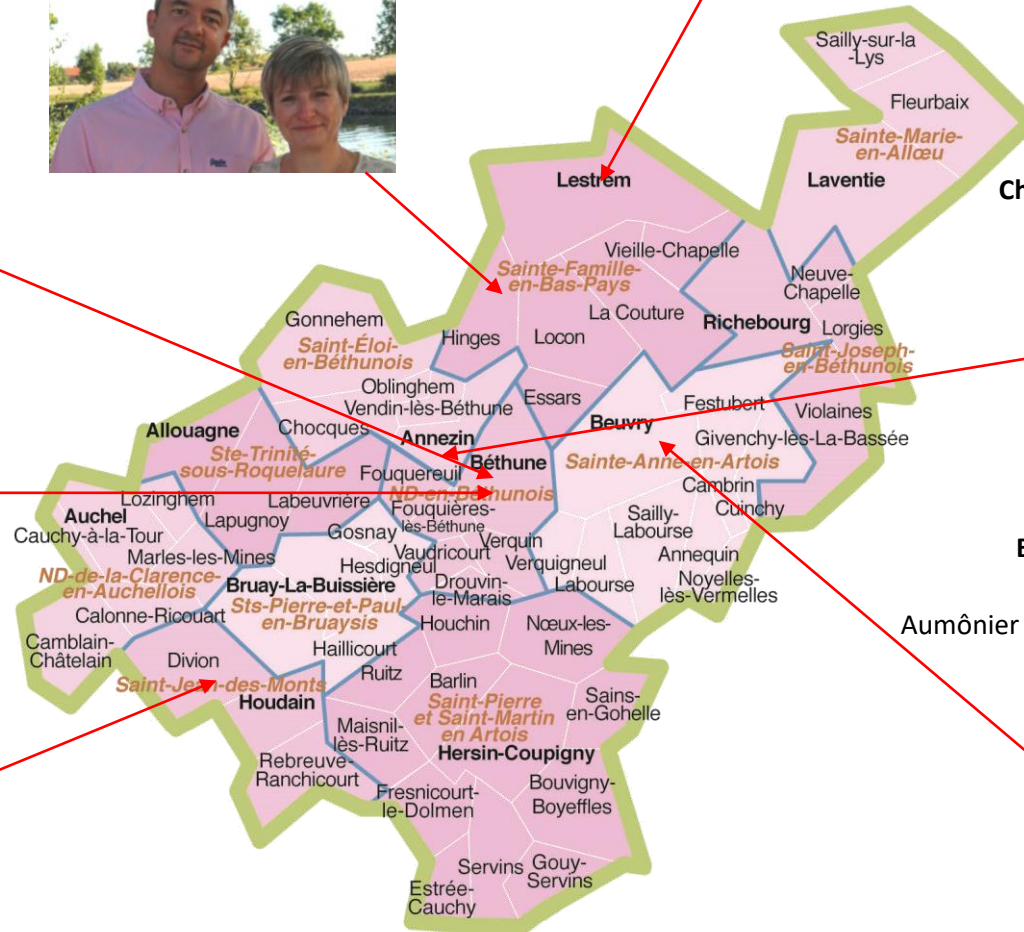 Sailly-sur-la
-Lys
Fleurbaix
Sainte-Marie-
en-Allœu
Lestrem
Laventie
Ch
Vieille-Chapelle
Sainte-Famille-
en-Bas-Pays
Neuve-
Chapelle
La Couture
Gonnehem
Richebourg
Lorgies
Hinges
Locon
Saint-Éloi-
en-Béthunois
Saint-Joseph-
en-Béthunois
Oblinghem
Essars
Festubert
Vendin-lès-Béthune
Violaines
Chocques
Beuvry
Allouagne
Annezin
Givenchy-lès-La-Bassée
Ste-Trinité-
sous-Roquelaure
Béthune
Sainte-Anne-en-Artois
Fouquereuil
Cambrin
ND-en-Béthunois
Lozinghem
Labeuvrière
Fouquières-
lès-Béthune
Cuinchy
Auchel
Lapugnoy
Sailly-
Labourse
Cauchy-à-la-Tour
Gosnay
Verquin
Marles-les-Mines
Vaudricourt
Annequin
E
Hesdigneul
Verquigneul
ND-de-la-Clarence-
en-Auchellois
Bruay-La-Buissière
Drouvin-
le-Marais
Labourse
Noyelles-
lès-Vermelles
Sts-Pierre-et-Paul-
en-Bruaysis
Calonne-Ricouart
Houchin
Nœux-les-
Mines
Aumônier
Camblain-
Châtelain
Haillicourt
Divion
Ruitz
Barlin
Saint-Jean-des-Monts
Sains-
en-Gohelle
Houdain
Saint-Pierre
et Saint-Martin
en Artois
Maisnil-
lès-Ruitz
Hersin-Coupigny
Rebreuve-
Ranchicourt
Bouvigny-
Boyeffles
Fresnicourt-
le-Dolmen
Servins
Gouy-
Servins
Estrée-
Cauchy